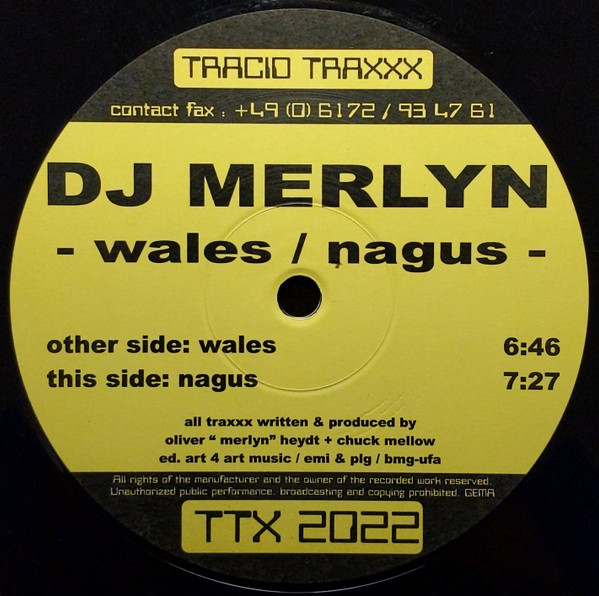 TRACID TRAXXX
contact fax : +49 (0) 6172 / 93 47 61
DJ MERLYN
- wales / nagus -
other side: wales 6:46
this side: nagus 7:27
all traxxx written & produced by
oliver “ merlyn” heydt + chuck mellow
ed. art 4 art music / emi & plg / bmg-ufa
All rights of the manufacturer and the owner of the recorded work reserved.
Unauthorized public performance, broadcasting and copying prohibited. GEMA
TTX 2022